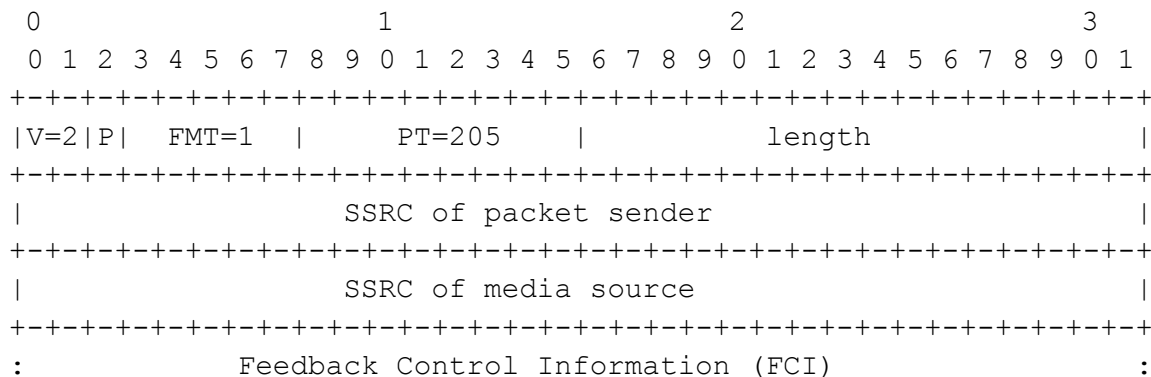 0                   1                   2                   3
 0 1 2 3 4 5 6 7 8 9 0 1 2 3 4 5 6 7 8 9 0 1 2 3 4 5 6 7 8 9 0 1
+-+-+-+-+-+-+-+-+-+-+-+-+-+-+-+-+-+-+-+-+-+-+-+-+-+-+-+-+-+-+-+-+
|V=2|P|  FMT=1  |     PT=205    |          length               |
+-+-+-+-+-+-+-+-+-+-+-+-+-+-+-+-+-+-+-+-+-+-+-+-+-+-+-+-+-+-+-+-+
|                  SSRC of packet sender                        |
+-+-+-+-+-+-+-+-+-+-+-+-+-+-+-+-+-+-+-+-+-+-+-+-+-+-+-+-+-+-+-+-+
|                  SSRC of media source                         |
+-+-+-+-+-+-+-+-+-+-+-+-+-+-+-+-+-+-+-+-+-+-+-+-+-+-+-+-+-+-+-+-+
:            Feedback Control Information (FCI)                 :